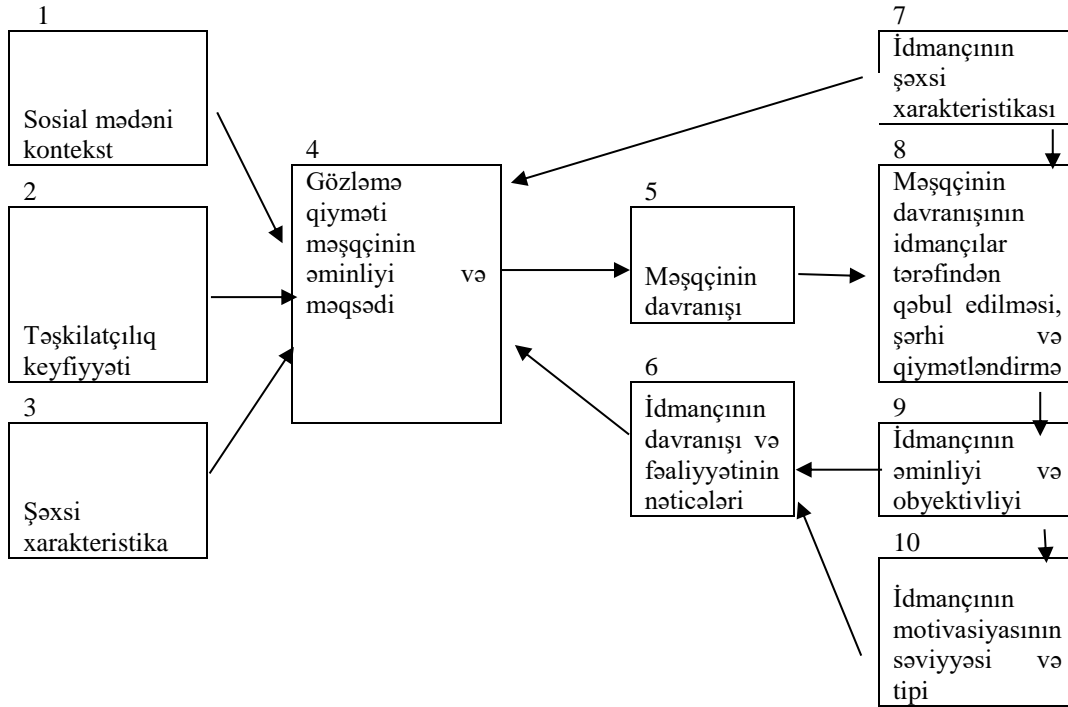 1
Sosial mədəni
kontekst
2
Təşkilatçılıq
keyfiyyəti
3
Şəxsi
xarakteristika
4
Gözləmə
qiyməti
məşqçinin
əminliyi və
məqsədi
5
Məşqçinin
davranışı
6
İdmançının
davranışı və
fəaliyyətinin
nəticələri
7
İdmançının
şəxsi
xarakteristikası
8
Məşqçinin
davranışının
idmançılar
tərəfindən
qəbul edilməsi,
şərhi və
qiymətləndirmə
9
İdmançının
əminliyi və
obyektivliyi
10
İdmançının
motivasiyasının
səviyyəsi və
tipi